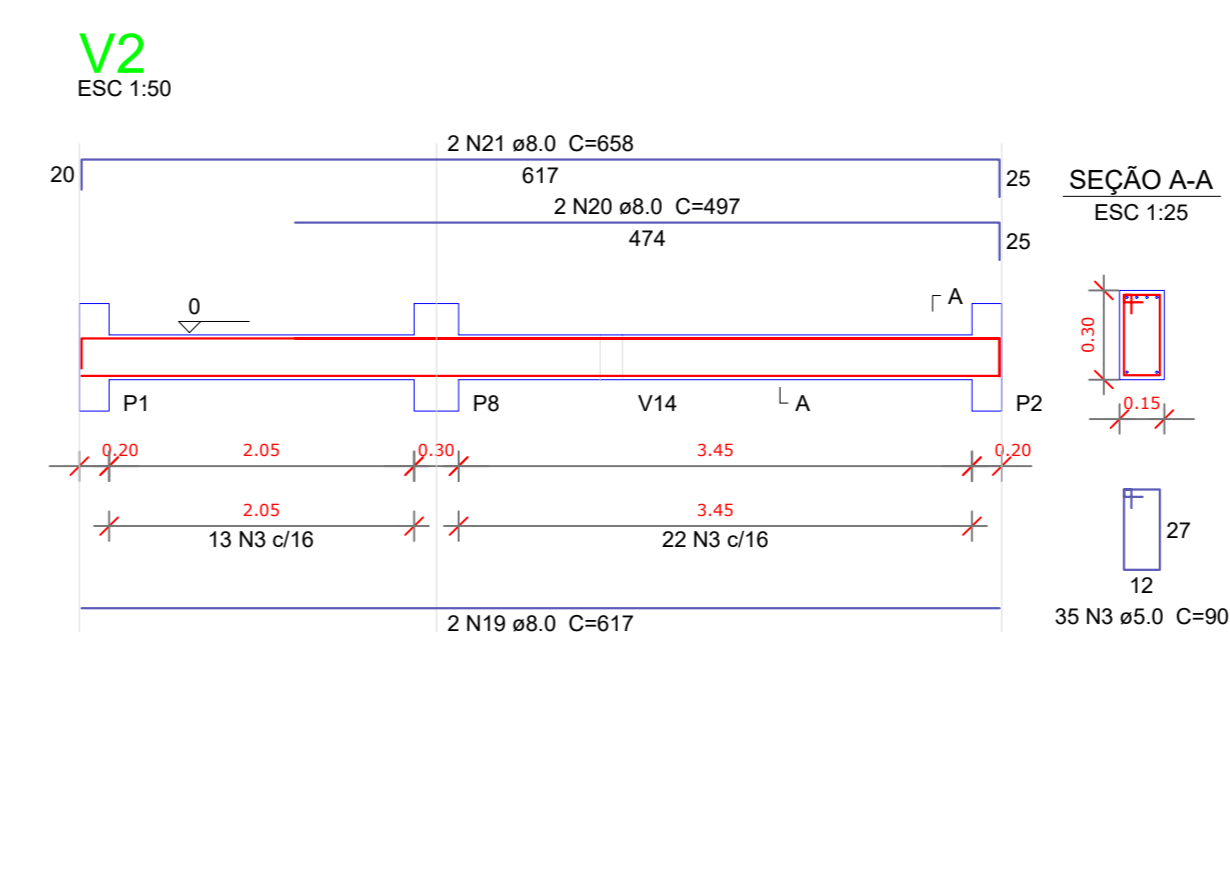 V2
ESC 1:50
2 N21 ø8.0 C=658
20
617
25
2 N20 ø8.0 C=497
474
25
SEÇÃO A-A
ESC 1:25
0
A
0.30
0.15
P1
P8
V14
A
P2
0.20
2.05
0.30
3.45
0.20
2.05
13 N3 c/16
3.45
22 N3 c/16
27
12
35 N3 ø5.0 C=90
2 N19 ø8.0 C=617